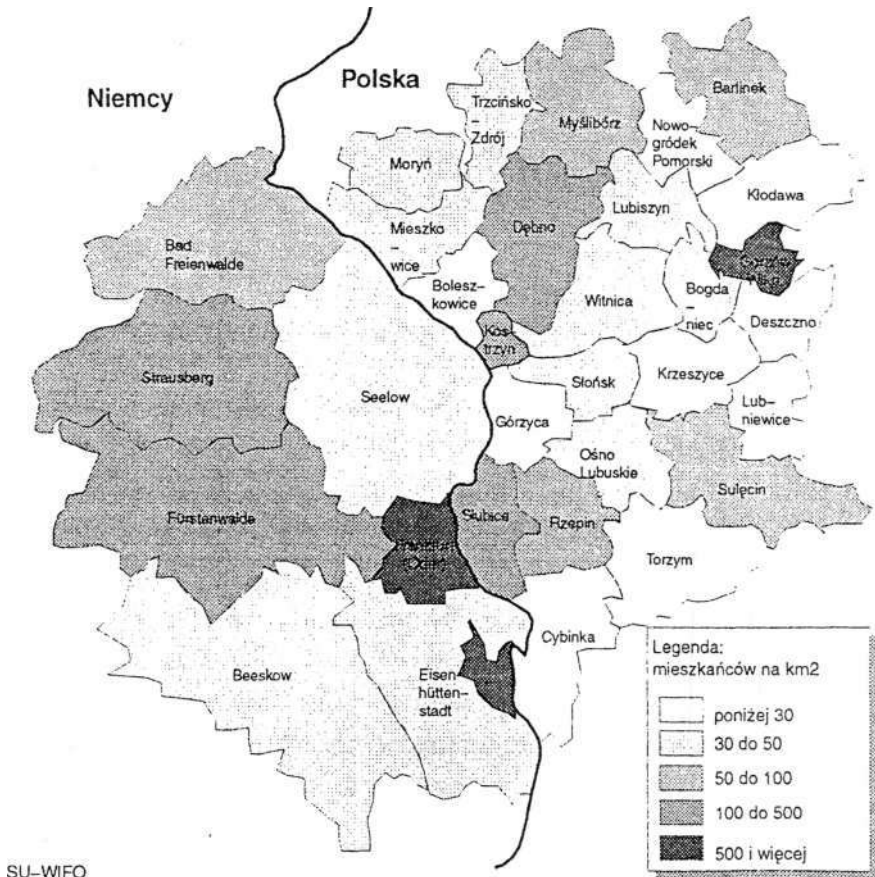 Niemcy
Polska
Trzcińsko
–
Zdrój
Myślibórz
Barlinek
Nowo-
gródek
Pomorski
Moryń
Kłodawa
Lubiszyn
Mieszko
–
wice
Dębno
Bad
Freienwalde
Bolesz-
kowice
Witnica
Bogda
–
niec
Deszczno
Kos-
trzyn
Strausberg
Seelow
Słońsk
Krzeszyce
Lub-
niewice
Górzyca
Ośno
Lubuskie
Sulęcin
Fürstenwalde
Słubice
Rzepin
Torzym
Cybinka
Beeskow
Eisen
hütten–
stadt
Legenda:
mieszkańców na km2
poniżej 30
30 do 50
50 do 100
100 do 500
500 i więcej
SU–WIFO